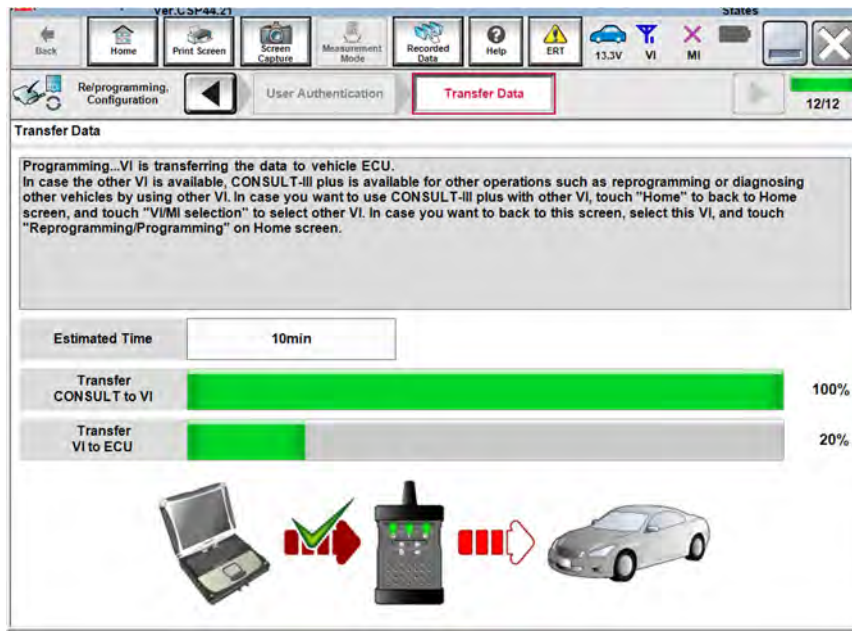 Ver.CSP44.21
States
Back
Home
Print Screen
Screen
Capture
Measurement
Mode
Recorded
Data
Help
ERT
13.3V
VI
MI
Re/programming,
Configuration
User Authentication
Transfer Data
12/12
Transfer Data
Programming...VI is transferring the data to vehicle ECU.
In case the other VI is available, CONSULT-III plus is available for other operations such as reprogramming or diagnosing
other vehicles by using other VI. In case you want to use CONSULT-III plus with other VI, touch "Home" to back to Home
screen, and touch "VI/MI selection" to select other VI. In case you want to back to this screen, select this VI, and touch
"Reprogramming/Programming" on Home screen.
Estimated Time
10min
Transfer
CONSULT to VI
100%
Transfer
VI to ECU
20%